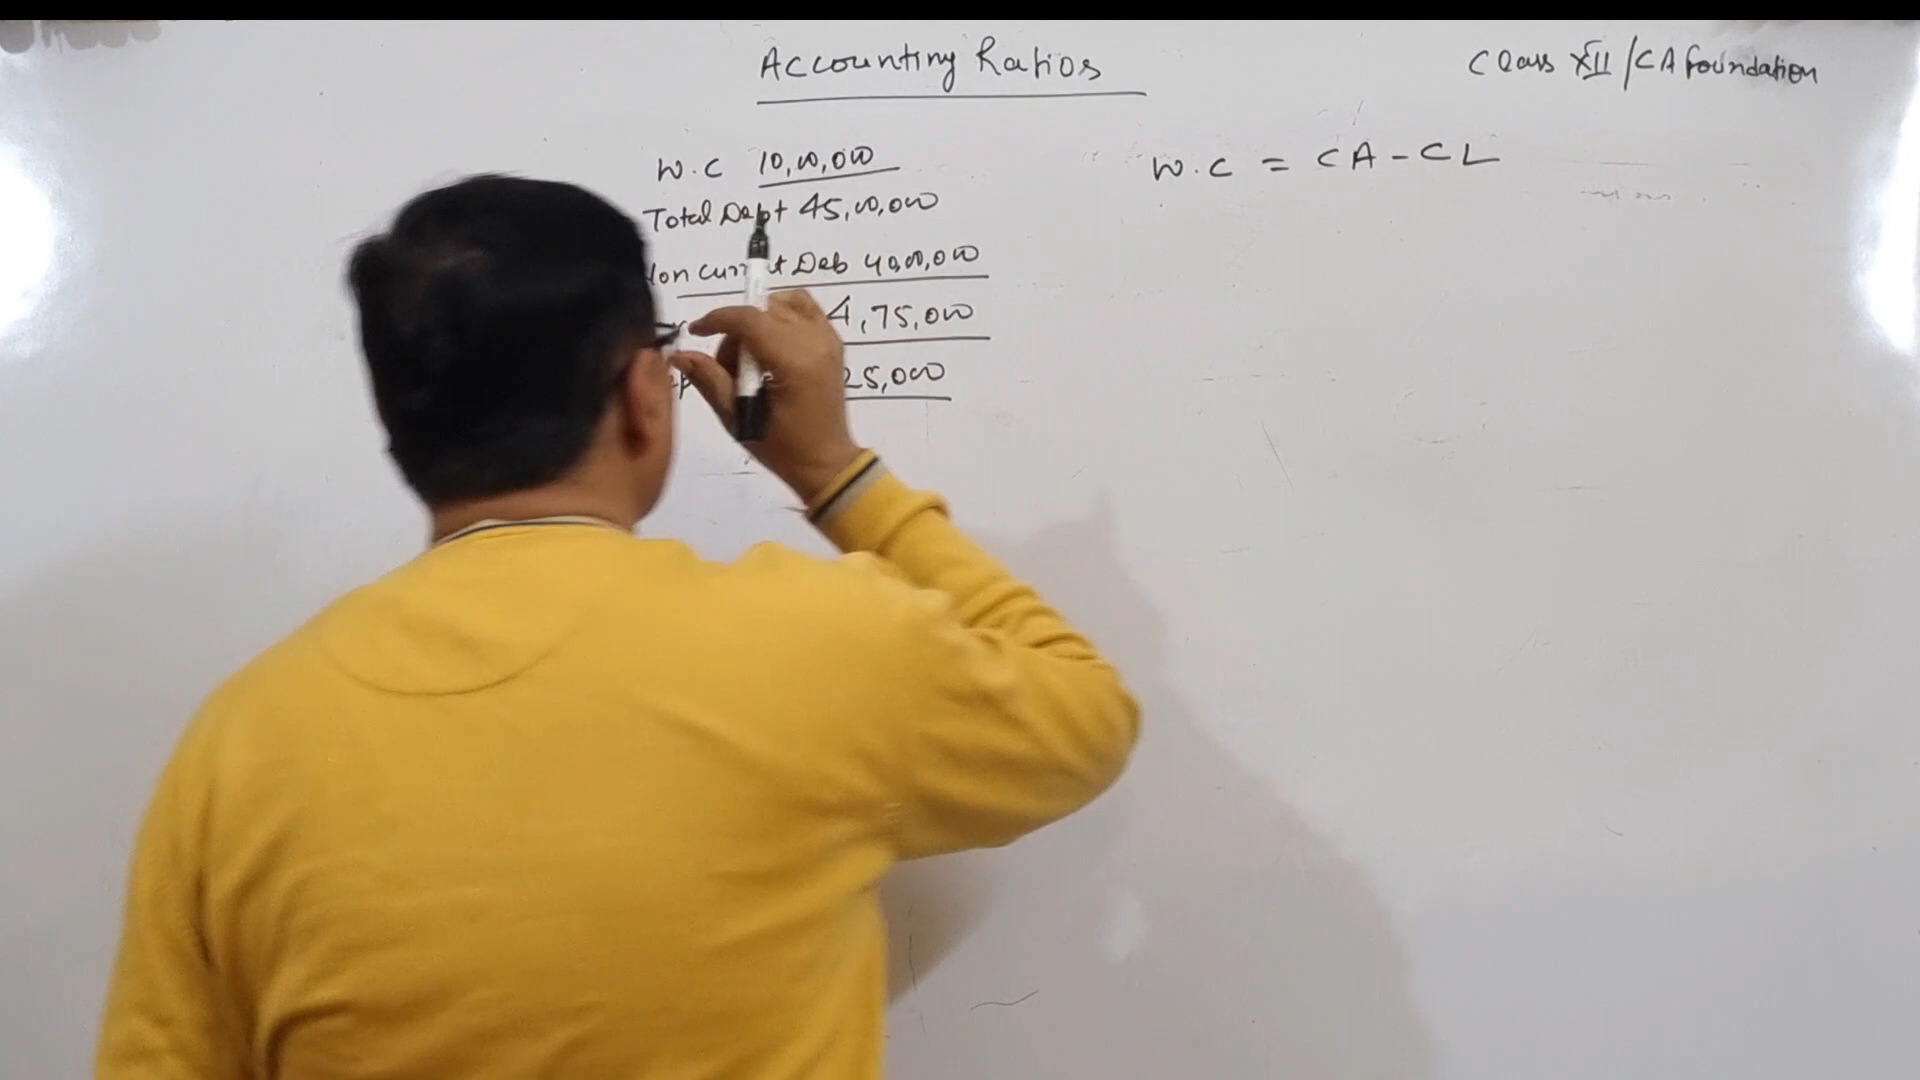 Accounting Ratios
Class XII / CA foundation
W.C 10,00,000
W.C = CA - CL
Total Debt 45,00,000
Deb 40,00,000
4,75,000
25,000